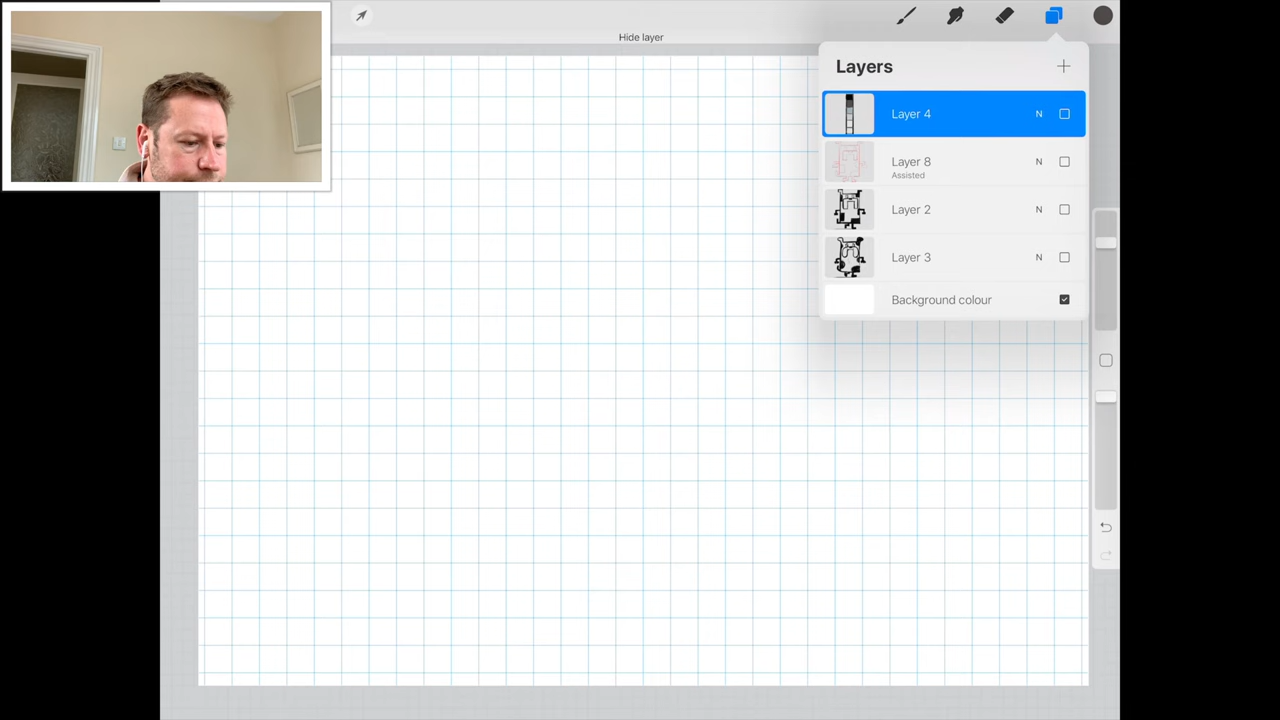 Hide layer
Layers
Layer 4 N
Layer 8 N
Assisted
Layer 2 N
Layer 3 N
Background colour